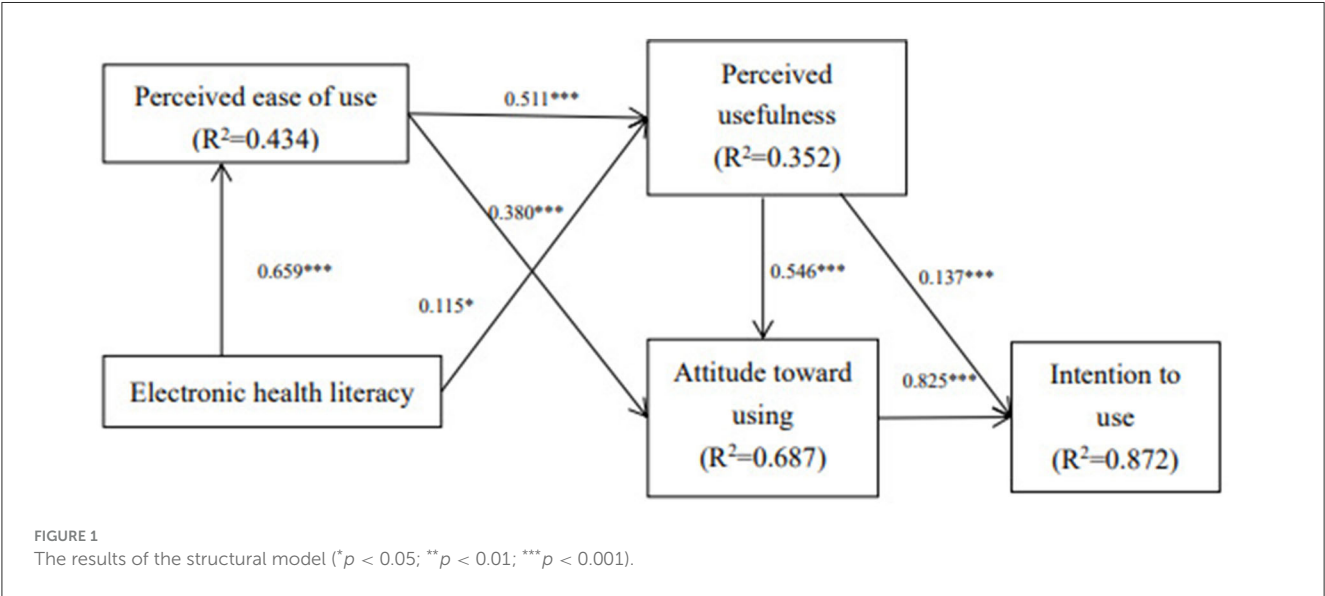 Perceived ease of use
(R²=0.434)
0.511***
Perceived
usefulness
(R²=0.352)
0.380***
0.659***
0.115*
0.546***
0.137***
Electronic health literacy
Attitude toward
using
(R²=0.687)
0.825***
Intention to
use
(R²=0.872)
FIGURE 1
The results of the structural model (*p < 0.05; **p < 0.01; ***p < 0.001).